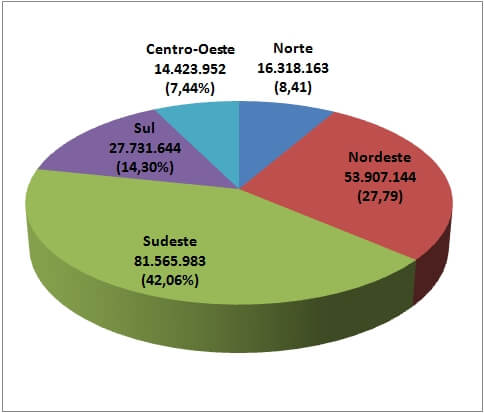 Centro-Oeste
14.423.952
(7,44%)
Norte
16.318.163
(8,41)
Sul
27.731.644
(14,30%)
Nordeste
53.907.144
(27,79)
Sudeste
81.565.983
(42,06%)